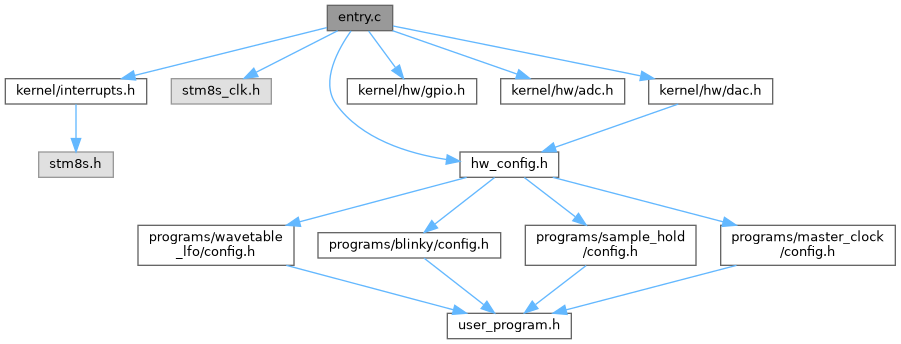 entry.c
kernel/interrupts.h
stm8s_clk.h
kernel/hw/gpio.h
kernel/hw/adc.h
kernel/hw/dac.h
stm8s.h
hw_config.h
programs/wavetable
_lfo/config.h
programs/blinky/config.h
programs/sample_hold
/config.h
programs/master_clock
/config.h
user_program.h